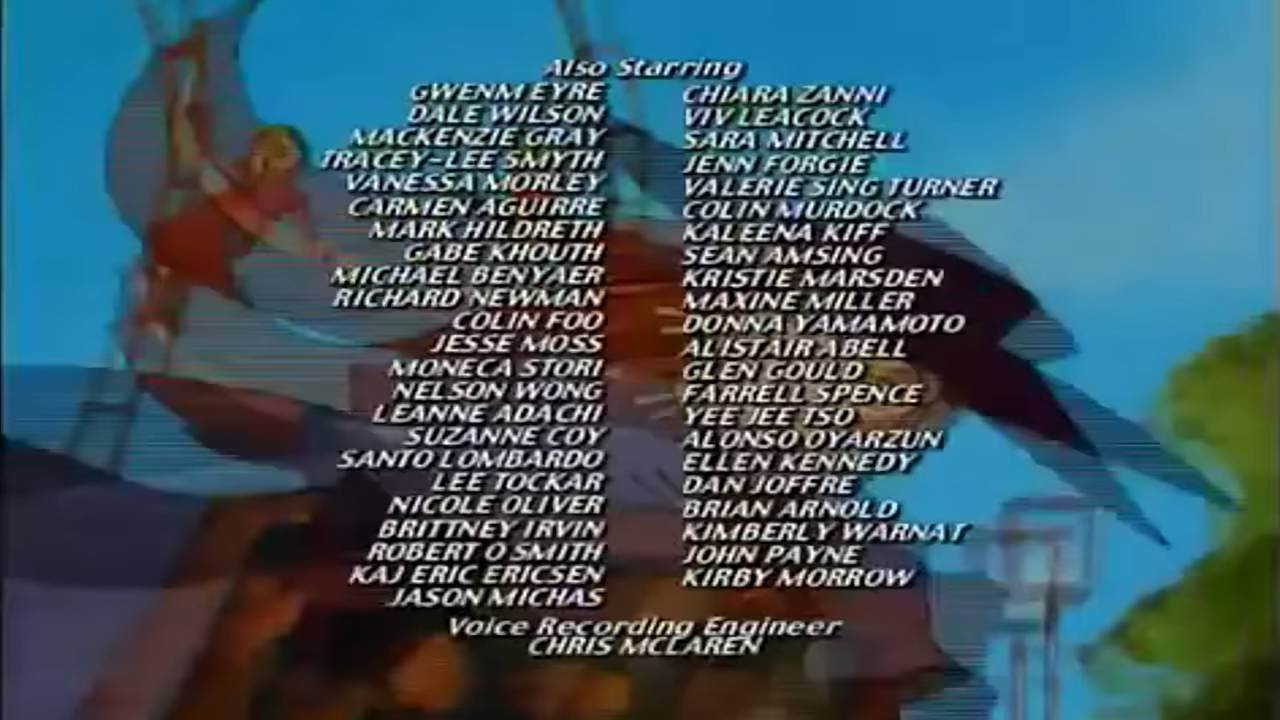 Also Starring
GWENM EYRE
DALE WILSON
MACKENZIE GRAY
TRACEY-LEE SMYTH
VANESSA MORLEY
CARMEN AGUIRRE
MARK HILDRETH
GABE KHOUTH
MICHAEL BENYAER
RICHARD NEWMAN
COLIN FOO
JESSE MOSS
MONECA STORI
NELSON WONG
LEANNE ADACHI
SUZANNE COY
SANTO LOMBARDO
LEE TOCKAR
NICOLE OLIVER
BRITTNEY IRVIN
ROBERT O SMITH
KAJ ERIC ERICSEN
JASON MICHAS
CHIARA ZANNI
VIV LEACOCK
SARA MITCHELL
JENN FORGIE
VALERIE SING TURNER
COLIN MURDOCK
KALEENA KIFF
SEAN AMSING
KRISTIE MARSDEN
MAXINE MILLER
DONNA YAMAMOTO
ALISTAIR ABELL
GLEN GOULD
FARRELL SPENCE
YEE JEE TSO
ALONSO OYARZUN
ELLEN KENNEDY
DAN JOFFRE
BRIAN ARNOLD
KIMBERLY WARNAT
JOHN PAYNE
KIRBY MORROW
Voice Recording Engineer
CHRIS MCLAREN